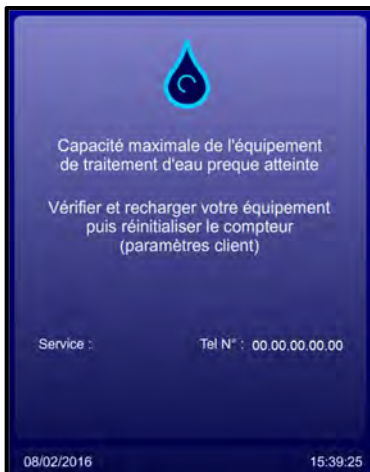 Capacité maximale de l'équipement
de traitement d'eau preque atteinte
Vérifier et recharger votre équipement
puis réinitialiser le compteur
(paramètres client)
Service : Tel N° : 00.00.00.00.00
08/02/2016 15:39:25